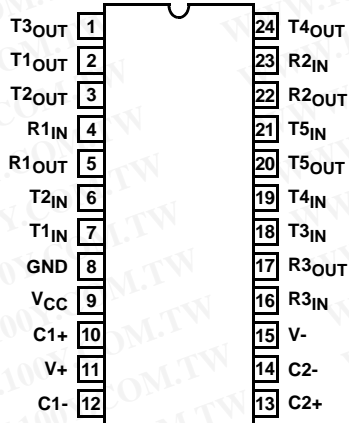 T3OUT 1 24 T4OUT
T1OUT 2 23 R2IN
T2OUT 3 22 R2OUT
R1IN 4 21 T5IN
R1OUT 5 20 T5OUT
T2IN 6 19 T4IN
T1IN 7 18 T3IN
GND 8 17 R3OUT
VCC 9 16 R3IN
C1+ 10 15 V-
V+ 11 14 C2-
C1- 12 13 C2+